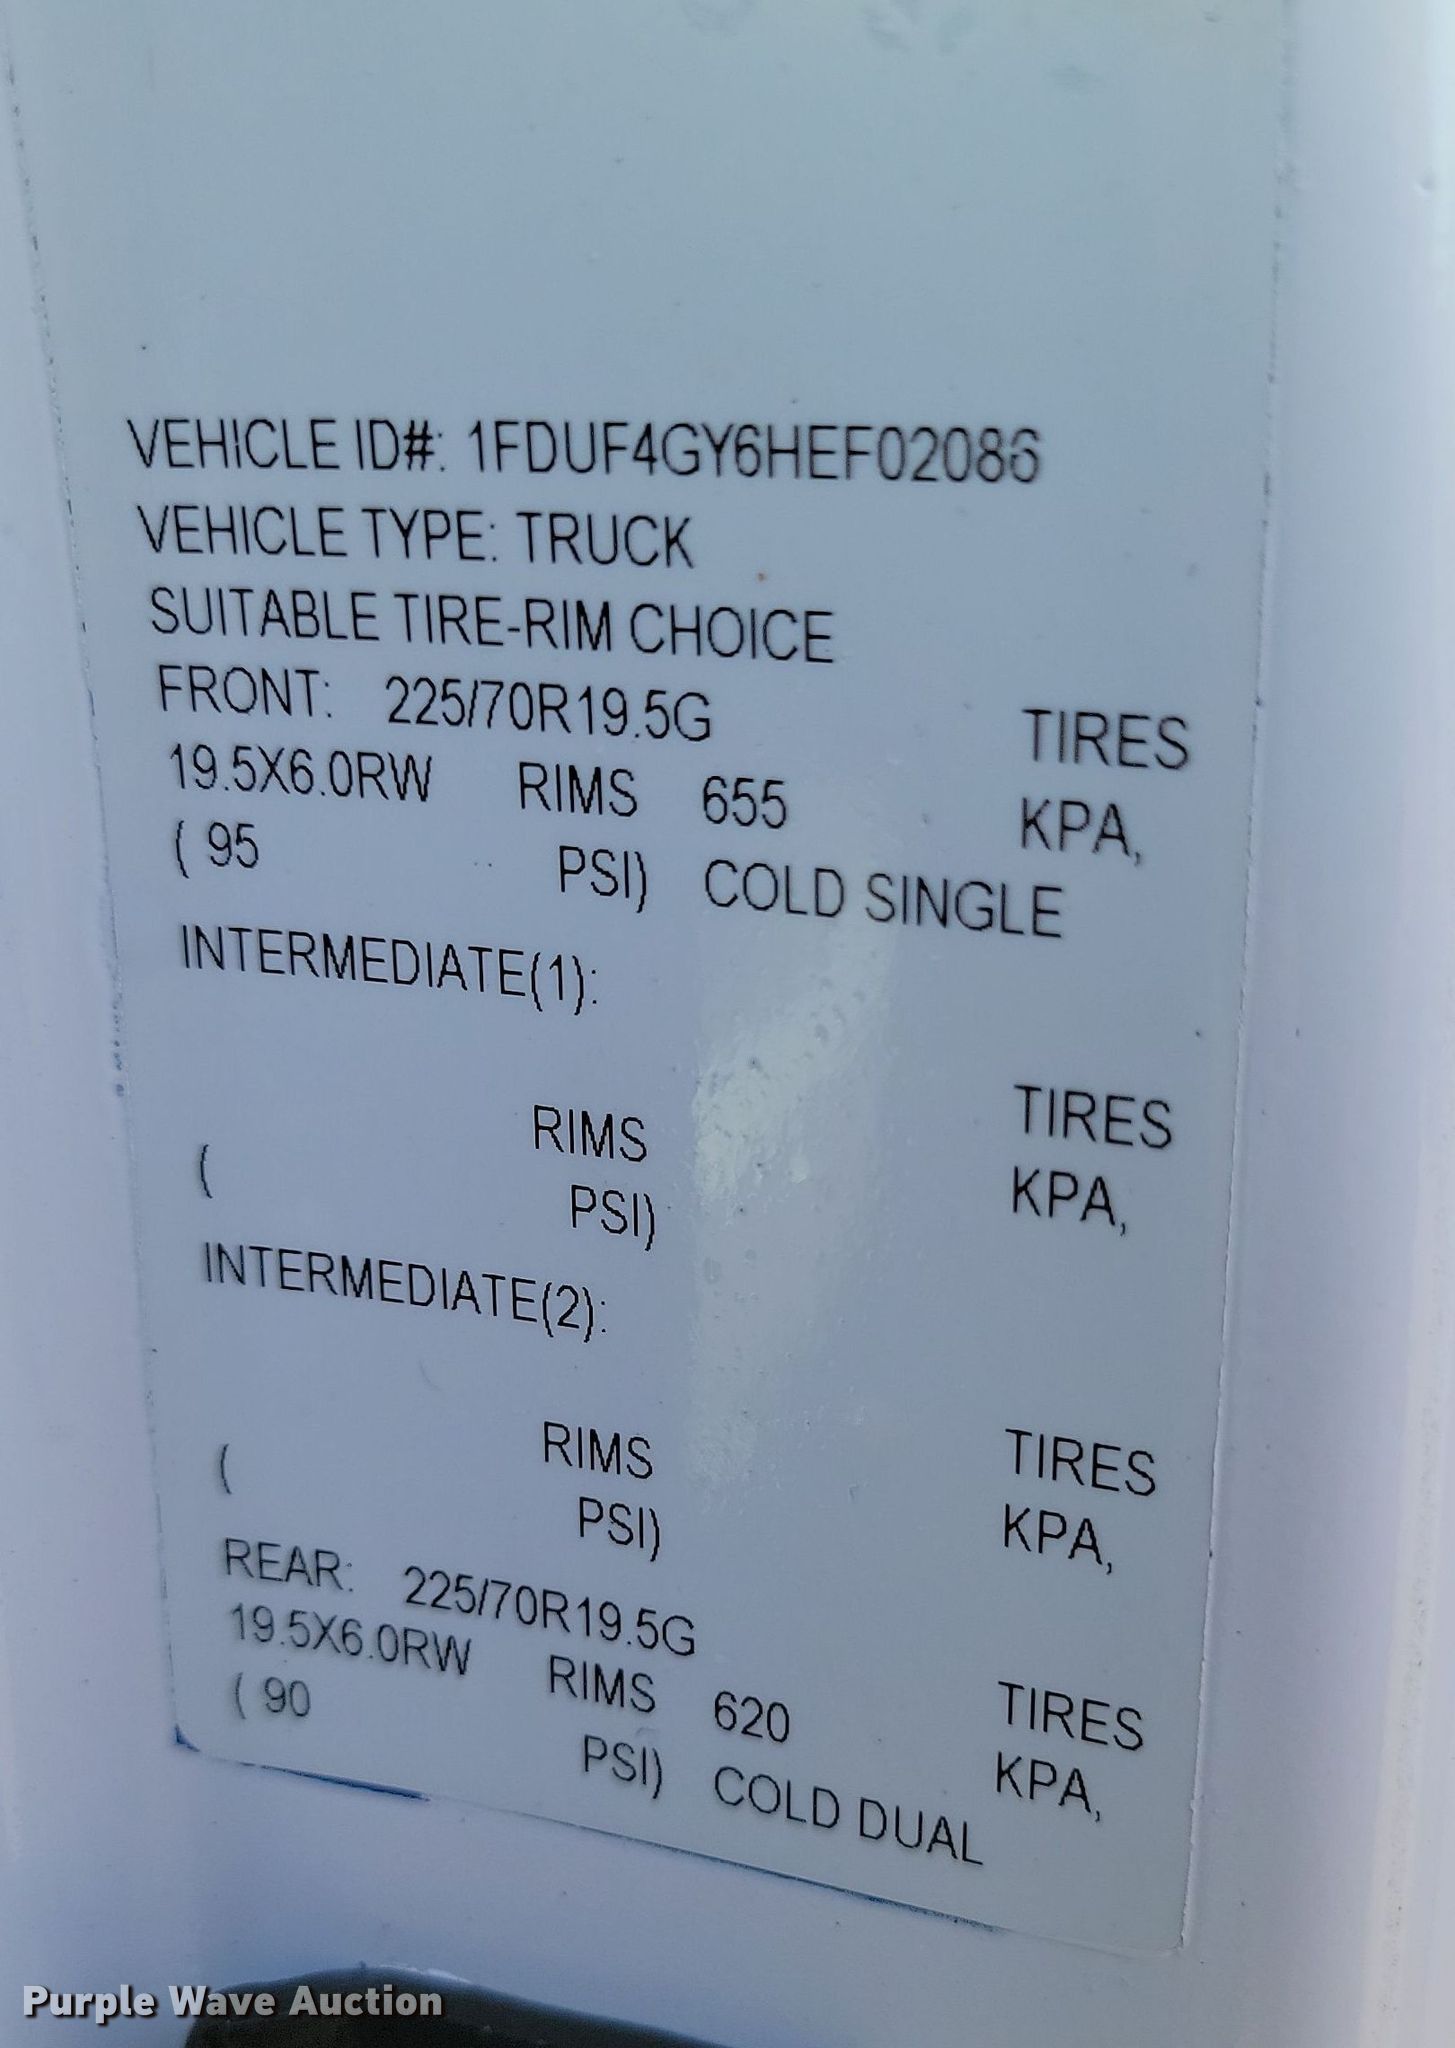 VEHICLE ID#: 1FDUF4GY6HEF02086
VEHICLE TYPE: TRUCK
SUITABLE TIRE-RIM CHOICE
FRONT: 225/70R19.5G TIRES
19.5X6.0RW RIMS 655 KPA,
( 95 PSI) COLD SINGLE
INTERMEDIATE(1):
TIRES
RIMS KPA,
( PSI)
INTERMEDIATE(2):
TIRES
RIMS KPA,
( PSI)
REAR: 225/70R19.5G TIRES
19.5X6.0RW RIMS 620 KPA,
( 90 PSI) COLD DUAL
Purple Wave Auction